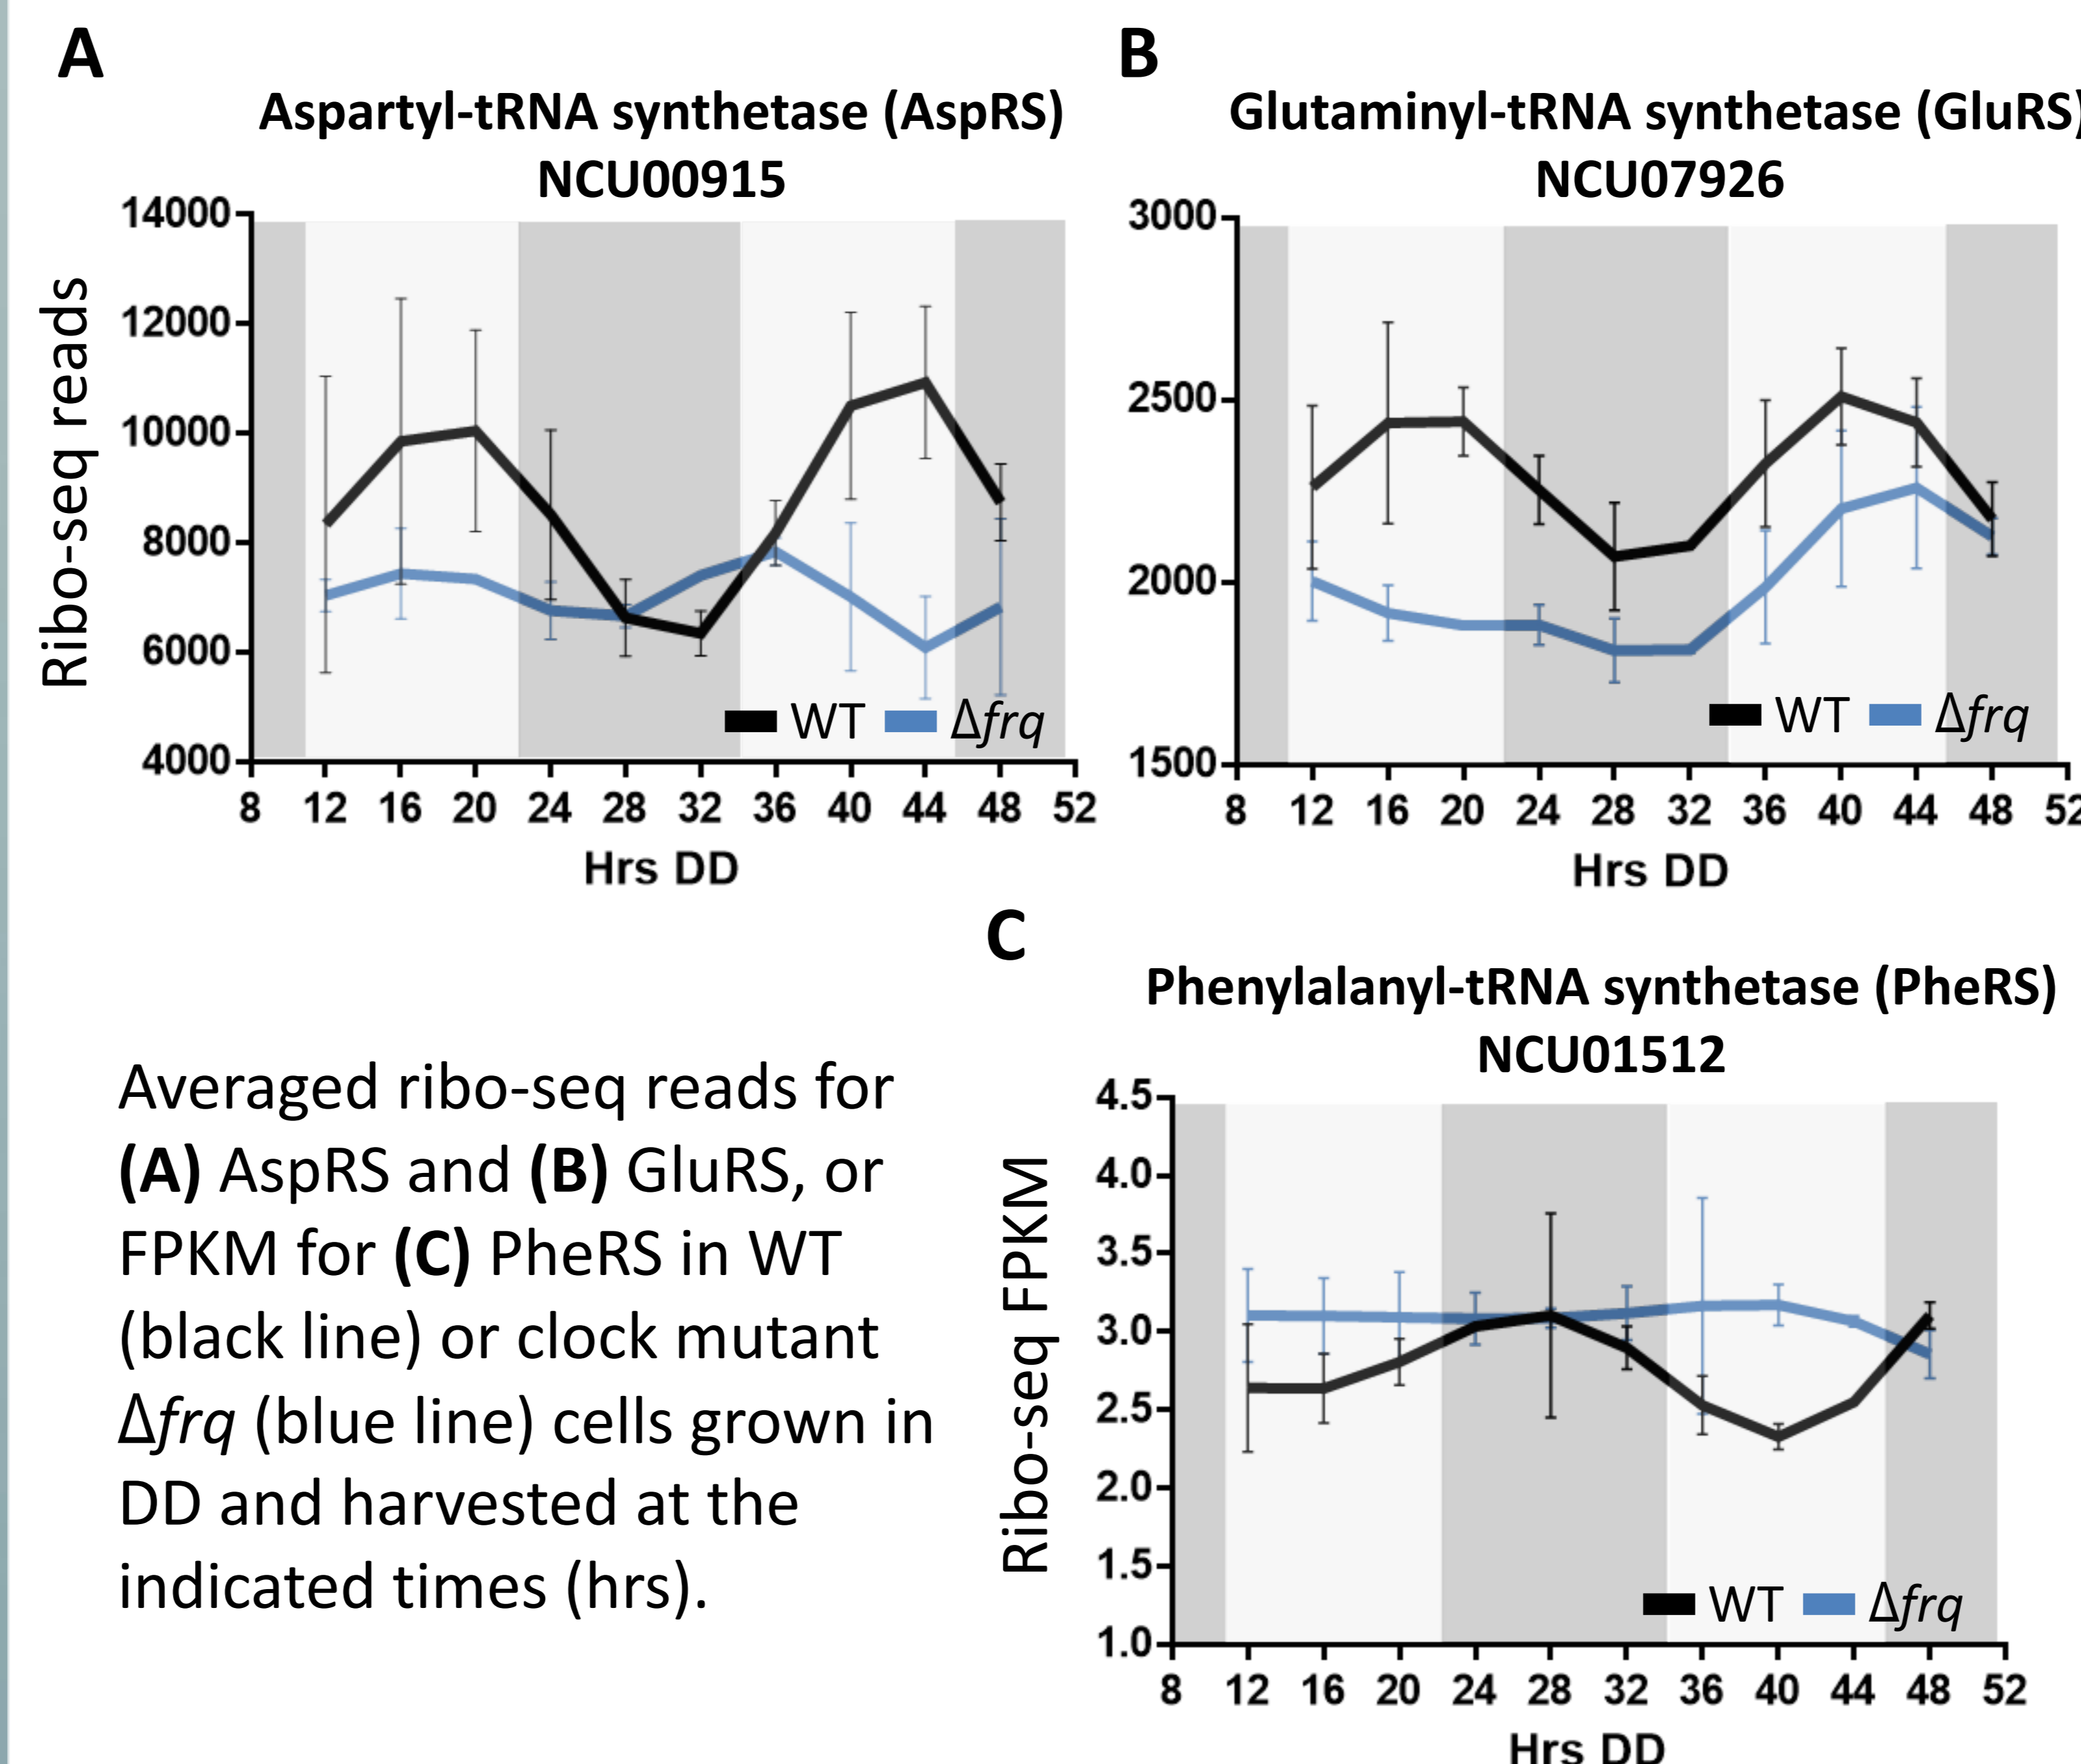 A
Aspartyl-tRNA synthetase (AspRS)
NCU00915
Ribo-seq reads
14000
12000
10000
8000
6000
4000
WT Δfrq
8 12 16 20 24 28 32 36 40 44 48 52
Hrs DD
B
Glutaminyl-tRNA synthetase (GluRS)
NCU07926
3000
2500
2000
1500
WT Δfrq
8 12 16 20 24 28 32 36 40 44 48 52
Hrs DD
C
Phenylalanyl-tRNA synthetase (PheRS)
NCU01512
Ribo-seq FPKM
4.5
4.0
3.5
3.0
2.5
2.0
1.5
1.0
WT Δfrq
8 12 16 20 24 28 32 36 40 44 48 52
Hrs DD
Averaged ribo-seq reads for
(A) AspRS and (B) GluRS, or
FPKM for (C) PheRS in WT
(black line) or clock mutant
Δfrq (blue line) cells grown in
DD and harvested at the
indicated times (hrs).